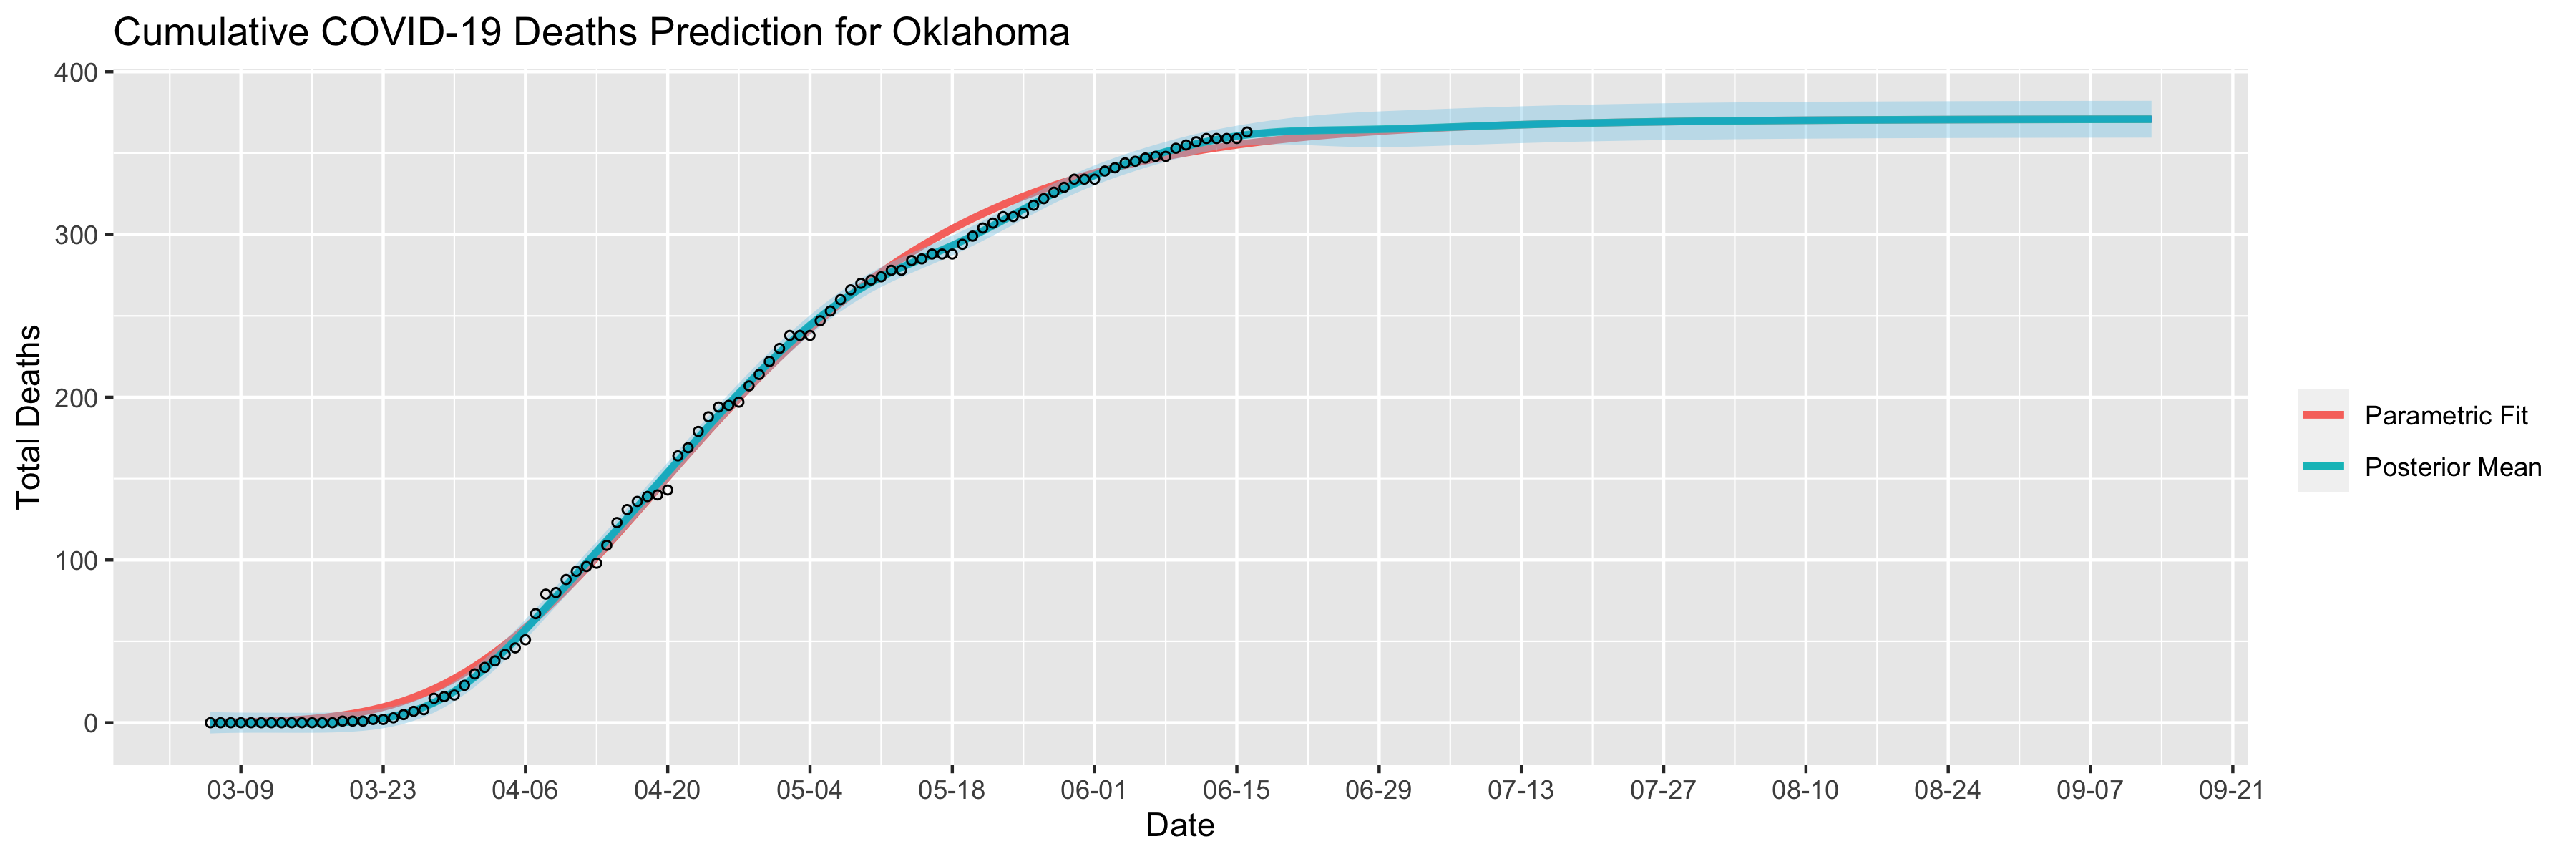 Cumulative COVID-19 Deaths Prediction for Oklahoma
400
300
200
100
0
Total Deaths
03-09 03-23 04-06 04-20 05-04 05-18 06-01 06-15 06-29 07-13 07-27 08-10 08-24 09-07 09-21
Date
Parametric Fit
Posterior Mean